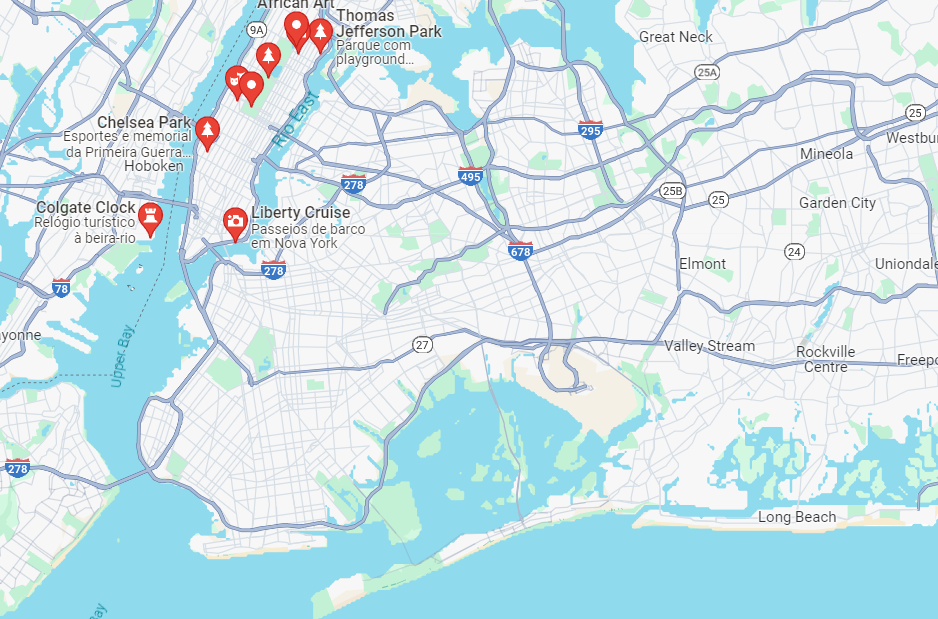 African Art
9A
Thomas
Jefferson Park
Parque com
playground...
Great Neck
25A
Rio East
25
295
Chelsea Park
Esportes e memorial
da Primeira Guerra...
Hoboken
Westbu
Mineola
495
278
25B
25
Garden City
Colgate Clock
Relógio turístico
à beira-rio
Liberty Cruise
Passeios de barco
em Nova York
678
24
Elmont
Uniondale
278
78
ayonne
Upper Bay
27
Valley Stream
Rockville
Centre
Freepo
278
Long Beach
Bay